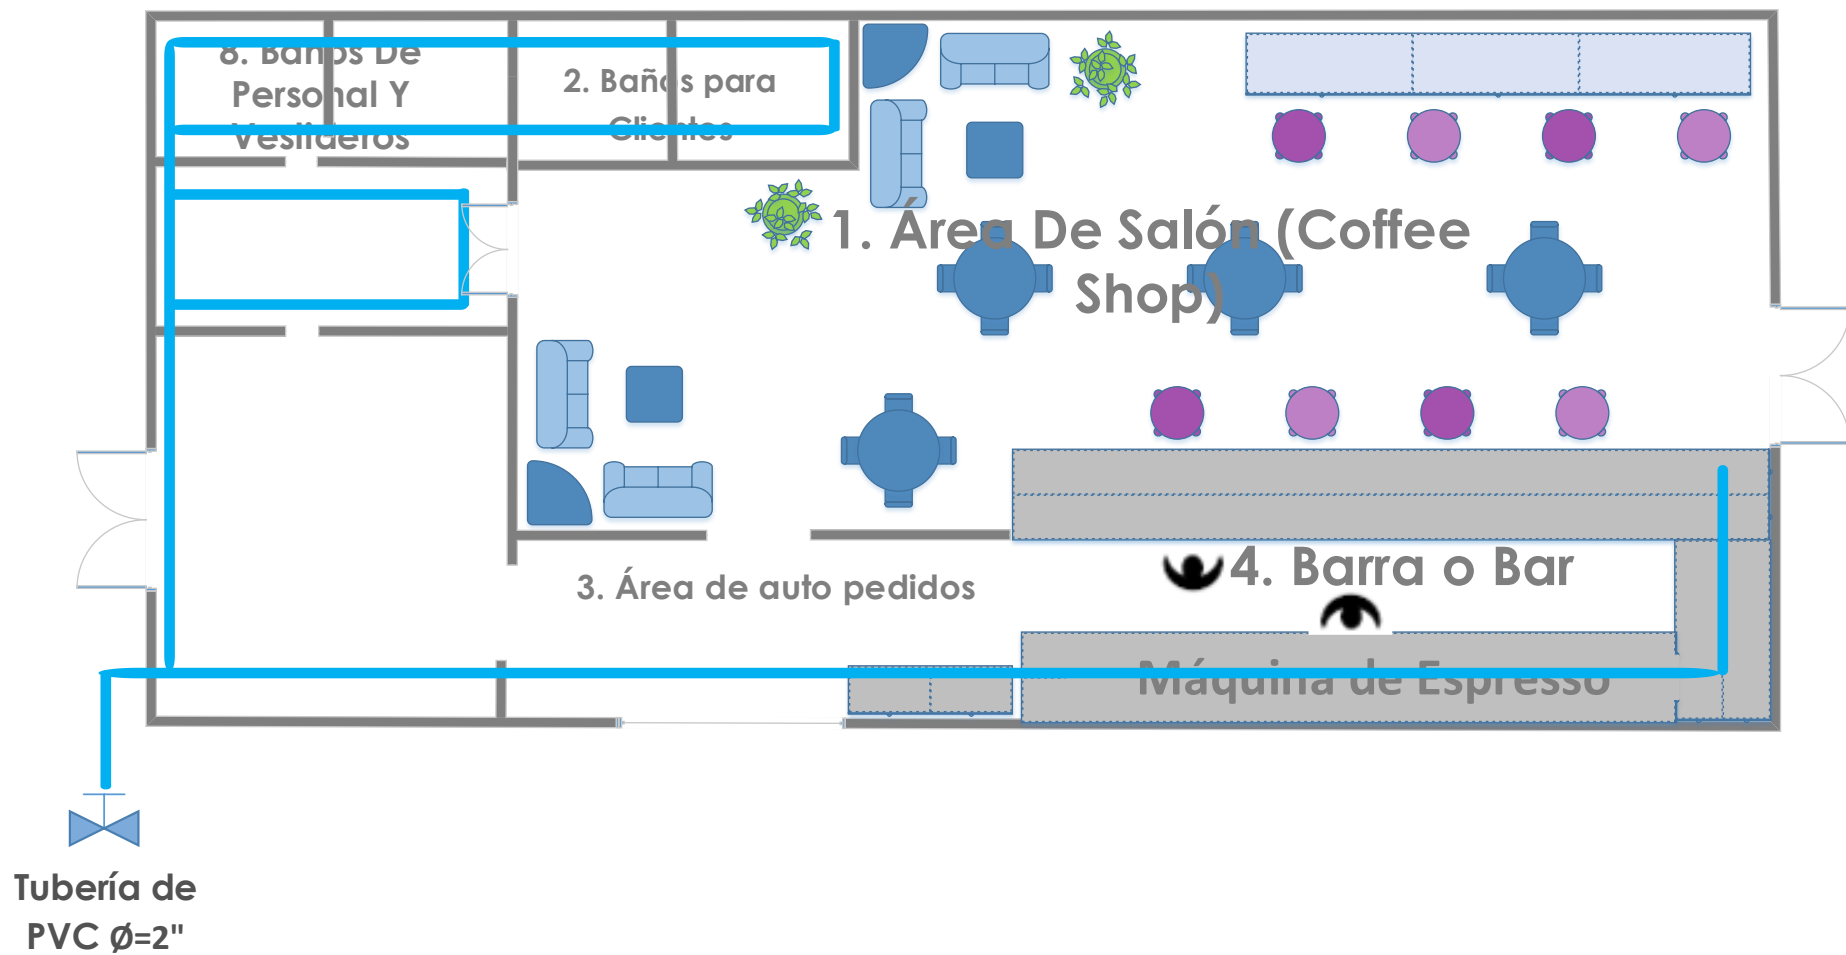 8. Baños De
Personal Y
Vestideros
2. Baños para
Clientes
1. Área De Salón (Coffee
Shop)
3. Área de auto pedidos
4. Barra o Bar
Máquina de Espresso
Tubería de
PVC Ø=2"